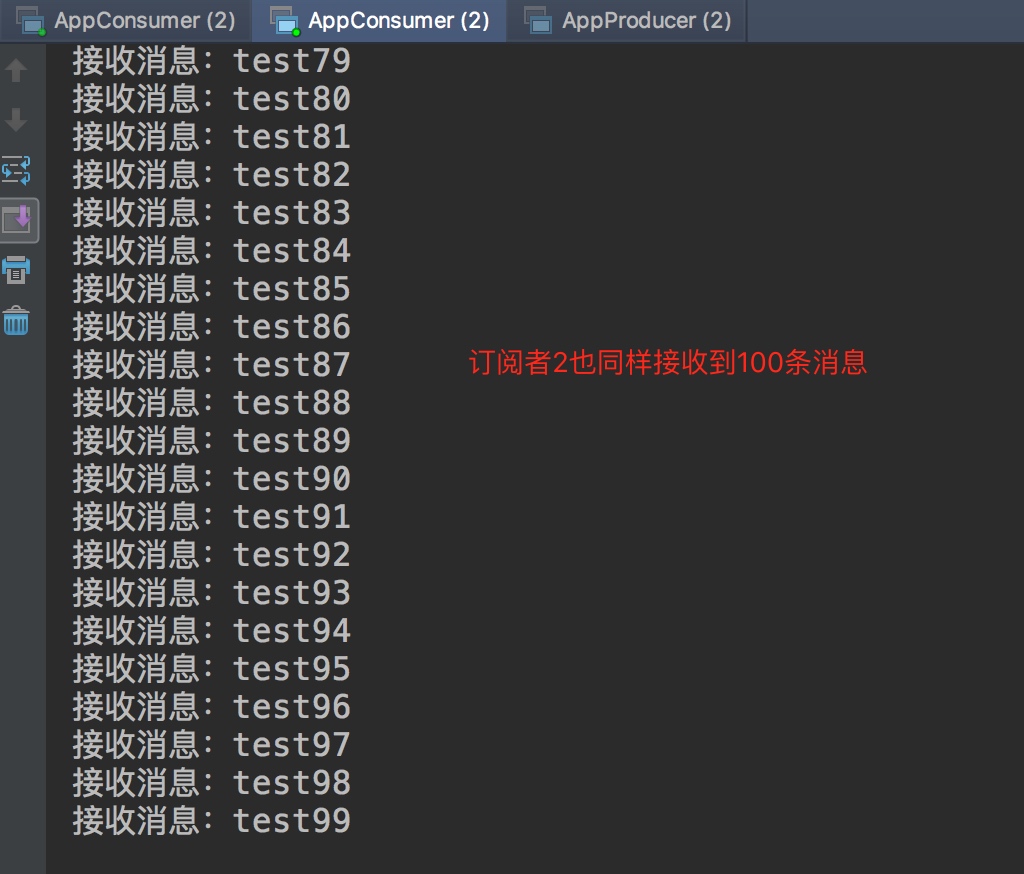 AppConsumer (2) AppConsumer (2) AppProducer (2)
接收消息：test79
接收消息：test80
接收消息：test81
接收消息：test82
接收消息：test83
接收消息：test84
接收消息：test85
接收消息：test86
接收消息：test87
订阅者2也同样接收到100条消息
接收消息：test88
接收消息：test89
接收消息：test90
接收消息：test91
接收消息：test92
接收消息：test93
接收消息：test94
接收消息：test95
接收消息：test96
接收消息：test97
接收消息：test98
接收消息：test99